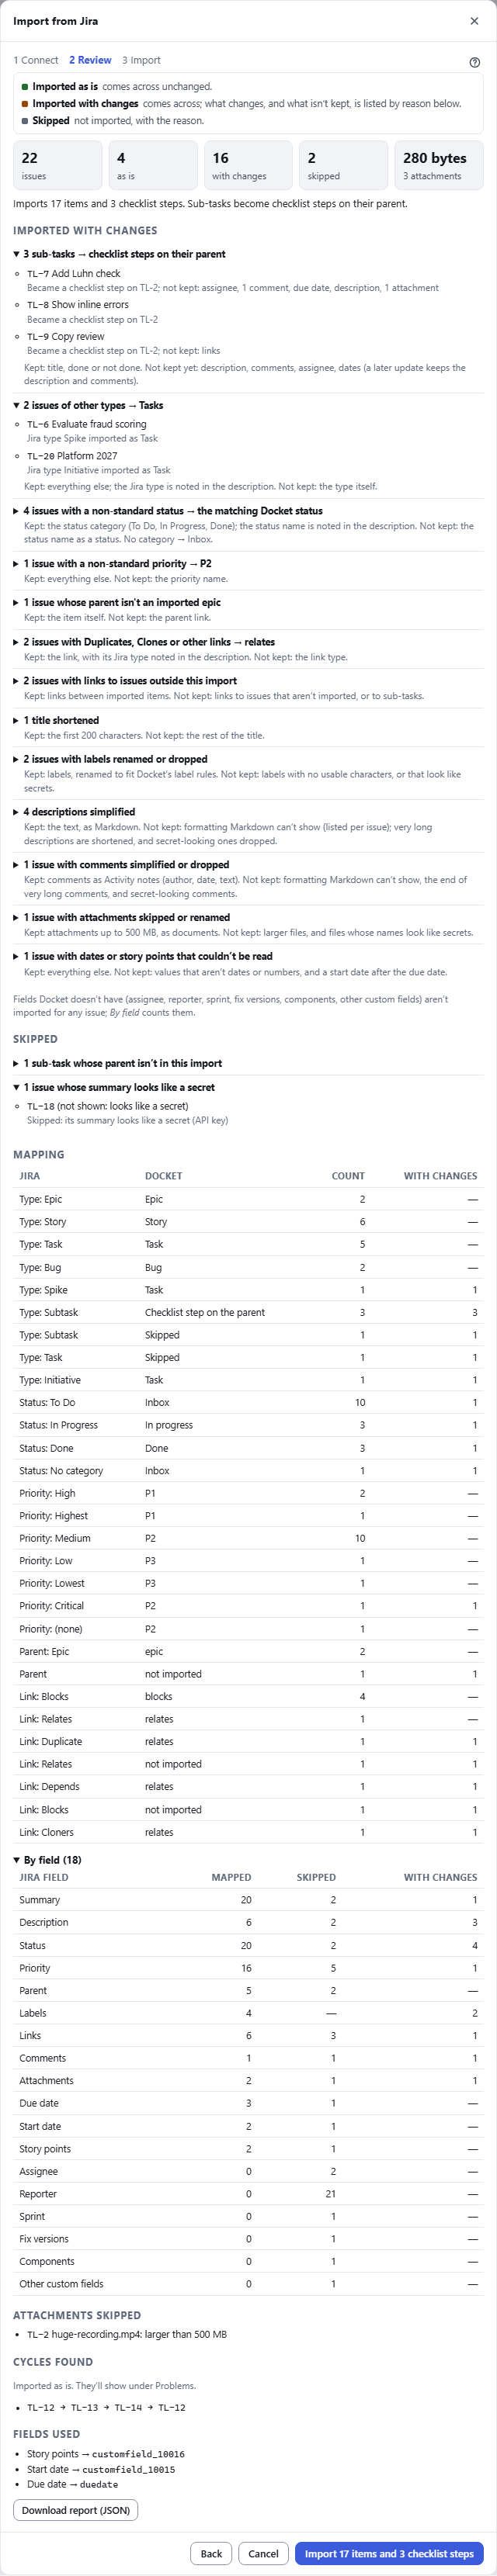 Import from Jira
1 Connect 2 Review 3 Import
Imported as is comes across unchanged.
Imported with changes comes across; what changes, and what isn't kept, is listed by reason below.
Skipped not imported, with the reason.
22 4 16 2 280 bytes
issues as is with changes skipped 3 attachments
Imports 17 items and 3 checklist steps. Sub-tasks become checklist steps on their parent.
IMPORTED WITH CHANGES
3 sub-tasks → checklist steps on their parent
TL-7 Add Luhn check
Became a checklist step on TL-2; not kept: assignee, 1 comment, due date, description, 1 attachment
TL-8 Show inline errors
Became a checklist step on TL-2
TL-9 Copy review
Became a checklist step on TL-2; not kept: links
Kept: title, done or not done. Not kept yet: description, comments, assignee, dates (a later update keeps the
description and comments).
2 issues of other types → Tasks
TL-6 Evaluate fraud scoring
Jira type Spike imported as Task
TL-20 Platform 2027
Jira type Initiative imported as Task
Kept: everything else; the Jira type is noted in the description. Not kept: the type itself.
4 issues with a non-standard status → the matching Docket status
Kept: the status category (To Do, In Progress, Done); the status name is noted in the description. Not kept: the
status name as a status. No category → Inbox.
1 issue with a non-standard priority → P2
Kept: everything else. Not kept: the priority name.
1 issue whose parent isn't an imported epic
Kept: the item itself. Not kept: the parent link.
2 issues with Duplicates, Clones or other links → relates
Kept: the link, with its Jira type noted in the description. Not kept: the link type.
2 issues with links to issues outside this import
Kept: links between imported items. Not kept: links to issues that aren't imported, or to sub-tasks.
1 title shortened
Kept: the first 200 characters. Not kept: the rest of the title.
2 issues with labels renamed or dropped
Kept: labels, renamed to fit Docket's label rules. Not kept: labels with no usable characters, or that look like
secrets.
4 descriptions simplified
Kept: the text, as Markdown. Not kept: formatting Markdown can't show (listed per issue); very long
descriptions are shortened, and secret-looking ones dropped.
1 issue with comments simplified or dropped
Kept: comments as Activity notes (author, date, text). Not kept: formatting Markdown can't show, the end of
very long comments, and secret-looking comments.
1 issue with attachments skipped or renamed
Kept: attachments up to 500 MB, as documents. Not kept: larger files, and files whose names look like secrets.
1 issue with dates or story points that couldn't be read
Kept: everything else. Not kept: values that aren't dates or numbers, and a start date after the due date.
Fields Docket doesn't have (assignee, reporter, sprint, fix versions, components, other custom fields) aren't
imported for any issue; By field counts them.
SKIPPED
1 sub-task whose parent isn't in this import
1 issue whose summary looks like a secret
TL-18 (not shown: looks like a secret)
Skipped: its summary looks like a secret (API key)
MAPPING
JIRA DOCKET COUNT WITH CHANGES
Type: Epic Epic 2 —
Type: Story Story 6 —
Type: Task Task 5 —
Type: Bug Bug 2 —
Type: Spike Task 1 1
Type: Subtask Checklist step on the parent 3 3
Type: Subtask Skipped 1 1
Type: Task Skipped 1 1
Type: Initiative Task 1 1
Status: To Do Inbox 10 1
Status: In Progress In progress 3 1
Status: Done Done 3 1
Status: No category Inbox 1 1
Priority: High P1 2 —
Priority: Highest P1 1 —
Priority: Medium P2 10 —
Priority: Low P3 1 —
Priority: Lowest P3 1 —
Priority: Critical P2 1 1
Priority: (none) P2 1 —
Parent: Epic epic 2 —
Parent not imported 1 1
Link: Blocks blocks 4 —
Link: Relates relates 1 —
Link: Duplicate relates 1 1
Link: Relates not imported 1 1
Link: Depends relates 1 1
Link: Blocks not imported 1 1
Link: Cloners relates 1 1
By field (18)
JIRA FIELD MAPPED SKIPPED WITH CHANGES
Summary 20 2 1
Description 6 2 3
Status 20 2 4
Priority 16 5 1
Parent 5 2 —
Labels 4 — 2
Links 6 3 1
Comments 1 1 1
Attachments 2 1 1
Due date 3 1 —
Start date 2 1 —
Story points 2 1 —
Assignee 0 2 —
Reporter 0 21 —
Sprint 0 1 —
Fix versions 0 1 —
Components 0 1 —
Other custom fields 0 1 —
ATTACHMENTS SKIPPED
TL-2 huge-recording.mp4: larger than 500 MB
CYCLES FOUND
Imported as is. They'll show under Problems.
TL-12 → TL-13 → TL-14 → TL-12
FIELDS USED
Story points → customfield_10016
Start date → customfield_10015
Due date → duedate
Download report (JSON)
Back Cancel Import 17 items and 3 checklist steps